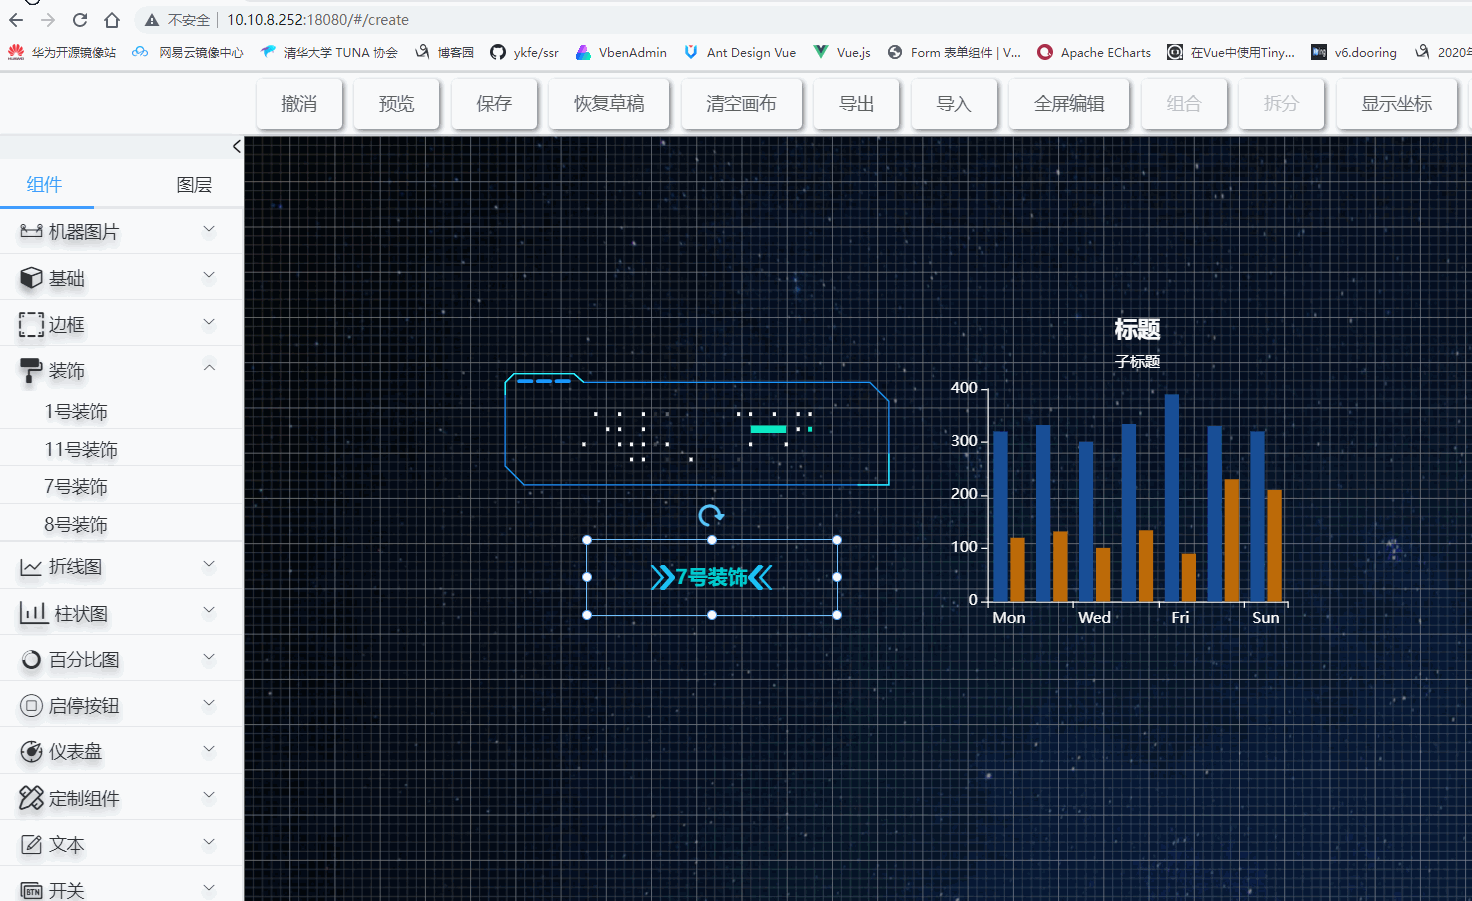 不安全 10.10.8.252:18080/#/create
华为开源镜像站 网易云镜像中心 清华大学 TUNA 协会 博客园 ykfe/ssr VbenAdmin Ant Design Vue Vue.js Form 表单组件 | V... Apache ECharts 在Vue中使用Tiny... v6.dooring 2020年
撤消 预览 保存 恢复草稿 清空画布 导出 导入 全屏编辑 组合 拆分 显示坐标
组件 图层
机器图片
基础
边框
装饰
1号装饰
11号装饰
7号装饰
8号装饰
折线图
柱状图
百分比图
启停按钮
仪表盘
定制组件
文本
BTN 开关
7号装饰
标题
子标题
400
300
200
100
0
Mon Wed Fri Sun